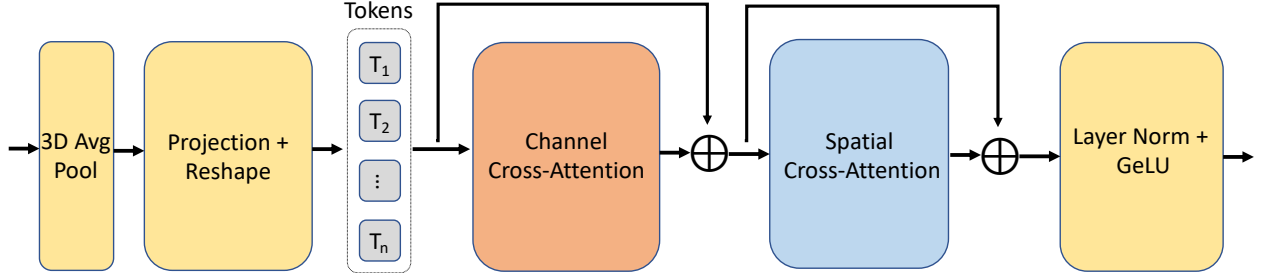 3D Avg
Pool
Projection +
Reshape
Tokens
T1
T2
⋮
Tn
Channel
Cross-Attention
Spatial
Cross-Attention
Layer Norm +
GeLU